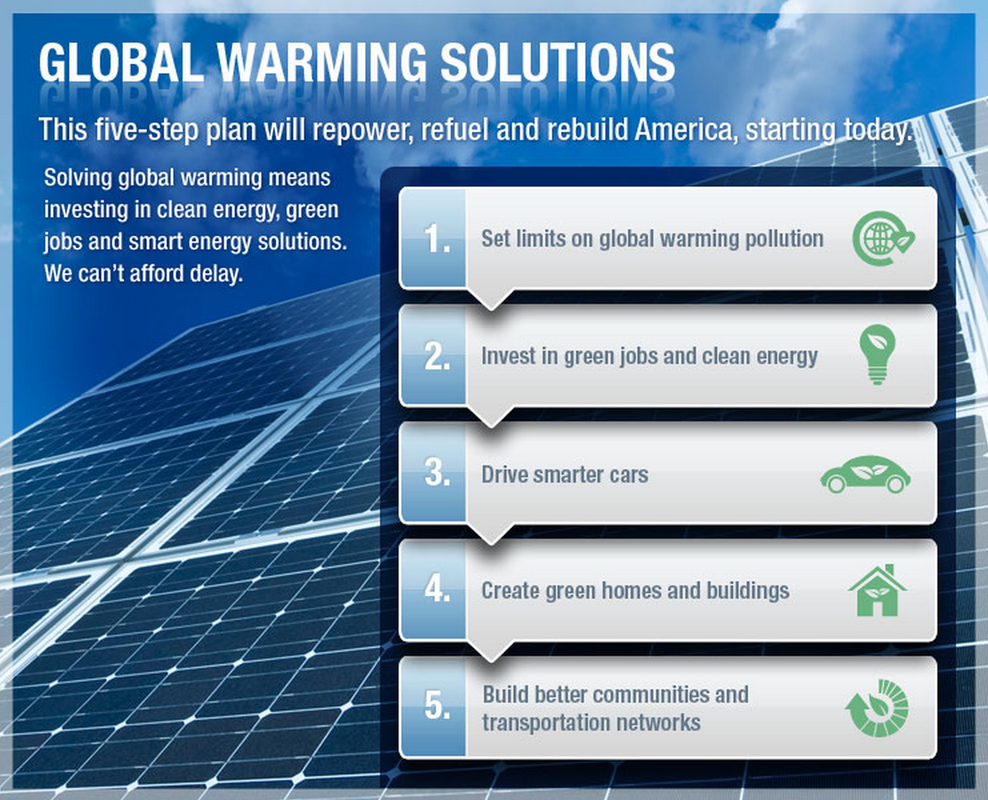 GLOBAL WARMING SOLUTIONS
This five-step plan will repower, refuel and rebuild America, starting today.
Solving global warming means
investing in clean energy, green
jobs and smart energy solutions.
We can't afford delay.
1. Set limits on global warming pollution
2. Invest in green jobs and clean energy
3. Drive smarter cars
4. Create green homes and buildings
5. Build better communities and
transportation networks